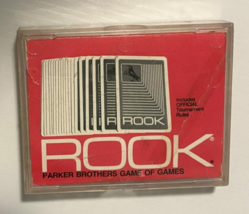 includes
OFFICIAL
Tournament
Rules
ROOK
ROOK®
PARKER BROTHERS GAME OF GAMES